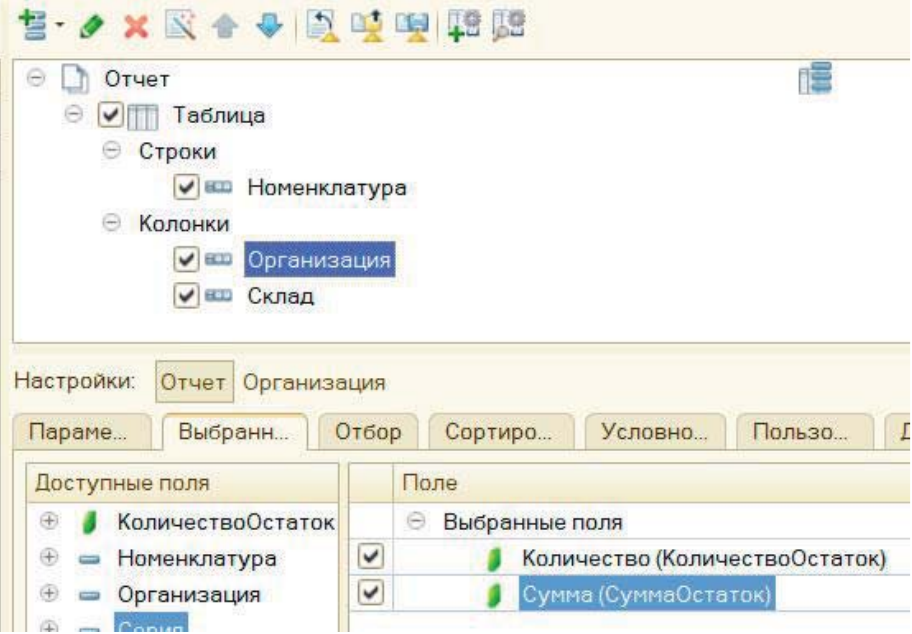 Отчет
Таблица
Строки
Номенклатура
Колонки
Организация
Склад
Настройки: Отчет Организация
Параме... Выбранн... Отбор Сортиро... Условно... Пользо... Д
Доступные поля Поле
КоличествоОстаток Выбранные поля
Номенклатура Количество (КоличествоОстаток)
Организация Сумма (СуммаОстаток)
Серия